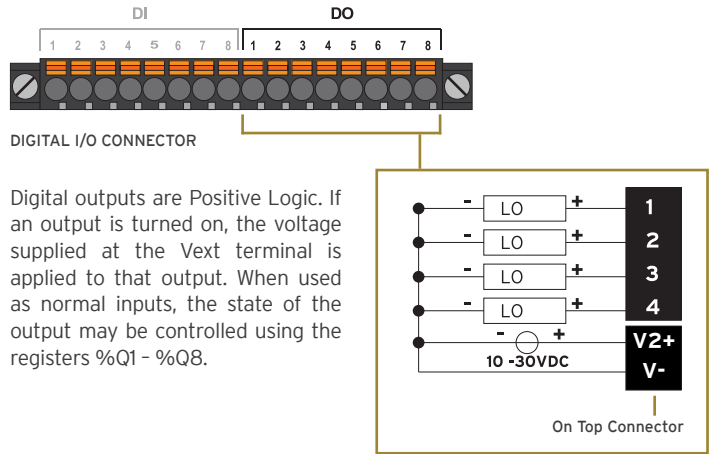 DI
DO
1 2 3 4 5 6 7 8 1 2 3 4 5 6 7 8
DIGITAL I/O CONNECTOR
Digital outputs are Positive Logic. If
an output is turned on, the voltage
supplied at the Vext terminal is
applied to that output. When used
as normal inputs, the state of the
output may be controlled using the
registers %Q1 – %Q8.
- LO + 1
- LO + 2
- LO + 3
- LO + 4
- + V2+
10 -30VDC
V-
On Top Connector